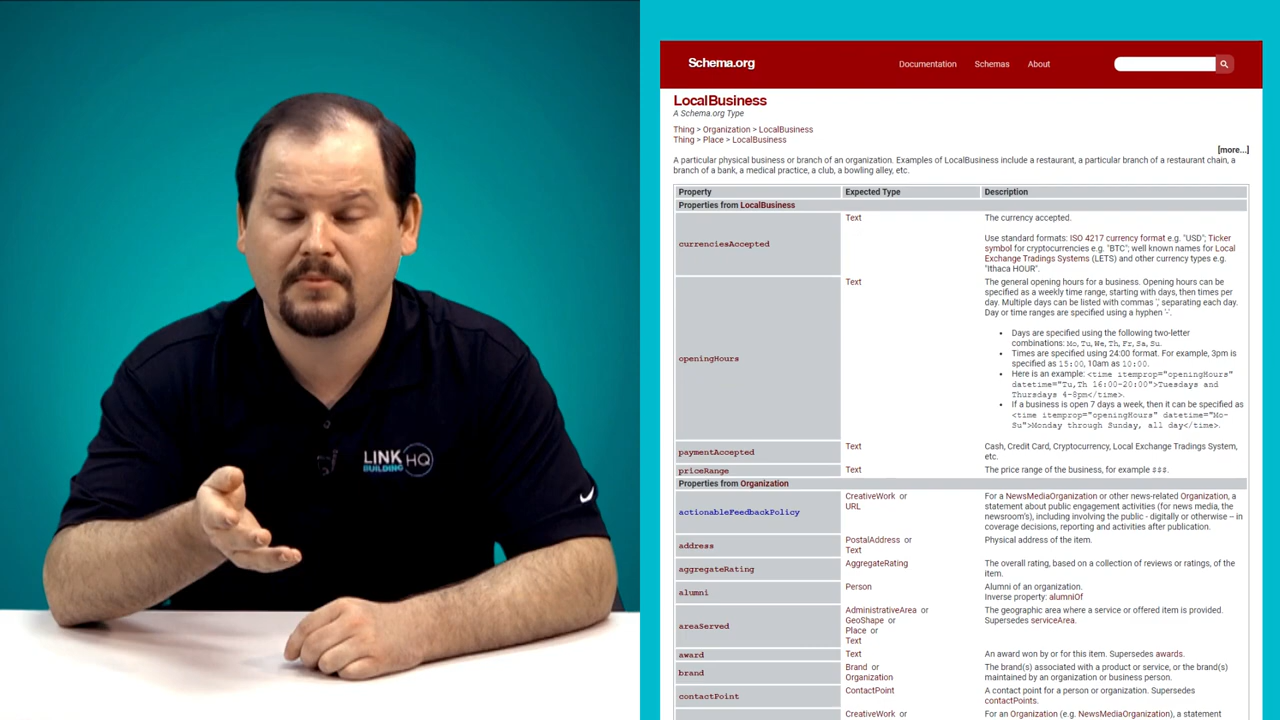 LINK
BUILDING
HQ
Schema.org
Documentation
Schemas
About
LocalBusiness
A Schema.org Type
Thing > Organization > LocalBusiness
Thing > Place > LocalBusiness
[more...]
A particular physical business or branch of an organization. Examples of LocalBusiness include a restaurant, a particular branch of a restaurant chain, a
branch of a bank, a medical practice, a club, a bowling alley, etc.
Property Expected Type Description
Properties from LocalBusiness
currenciesAccepted
Text
The currency accepted.
Use standard formats: ISO 4217 currency format e.g. "USD"; Ticker
symbol for cryptocurrencies e.g. "BTC"; well known names for Local
Exchange Trading Systems (LETS) and other currency types e.g.
"Ithaca HOUR".
openingHours
Text
The general opening hours for a business. Opening hours can be
specified as a weekly time range, starting with days, then times per
day. Multiple days can be listed with commas ',' separating each day.
Day or time ranges are specified using a hyphen '-'.
• Days are specified using the following two-letter
combinations: Mo, Tu, We, Th, Fr, Sa, Su.
• Times are specified using 24:00 format. For example, 3pm is
specified as 15:00, 10am as 10:00.
• Here is an example: <time itemprop="openingHours"
datetime="Tu,Th 16:00-20:00">Tuesdays and
Thursdays 4-8pm</time>.
• If a business is open 7 days a week, then it can be specified as
<time itemprop="openingHours" datetime="Mo-
Su">Monday through Sunday, all day</time>.
paymentAccepted
Text
Cash, Credit Card, Cryptocurrency, Local Exchange Tradings System,
etc.
priceRange
Text
The price range of the business, for example $$$.
Properties from Organization
actionableFeedbackPolicy
CreativeWork or
URL
For a NewsMediaOrganization or other news-related Organization, a
statement about public engagement activities (for news media, the
newsroom's), including involving the public - digitally or otherwise -- in
coverage decisions, reporting and activities after publication.
address
PostalAddress or
Text
Physical address of the item.
aggregateRating
AggregateRating
The overall rating, based on a collection of reviews or ratings, of the
item.
alumni
Person
Alumni of an organization.
Inverse property: alumniOf
areaServed
AdministrativeArea or
GeoShape or
Place or
Text
The geographic area where a service or offered item is provided.
Supersedes serviceArea.
award
Text
An award won by or for this item. Supersedes awards.
brand
Brand or
Organization
The brand(s) associated with a product or service, or the brand(s)
maintained by an organization or business person.
contactPoint
ContactPoint
A contact point for a person or organization. Supersedes
contactPoints.
CreativeWork or
For an Organization (e.g. NewsMediaOrganization), a statement